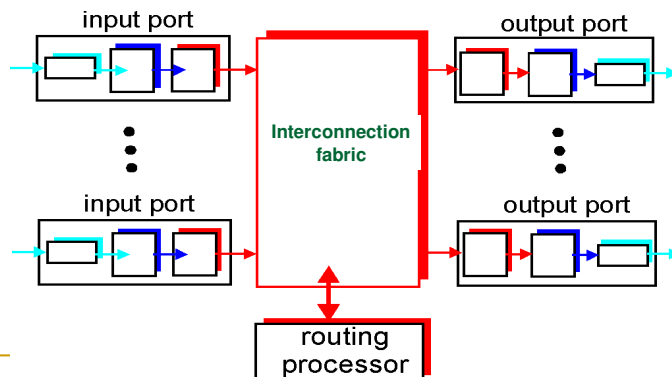 input port
output port
Interconnection
fabric
input port
output port
routing
processor